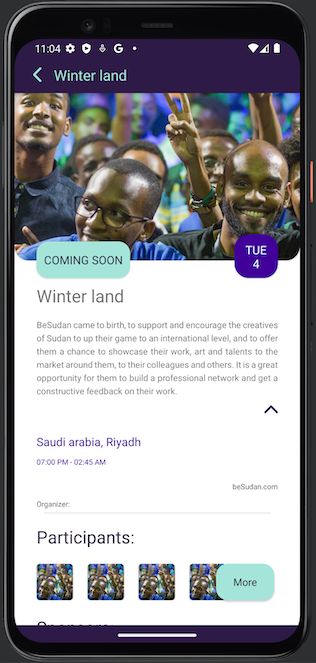 11:04
Winter land
COMING SOON
TUE
4
Winter land
BeSudan came to birth, to support and encourage the creatives
of Sudan to up their game to an international level, and to offer
them a chance to showcase their work, art and talents to the
market around them, to their colleagues and others. It is a great
opportunity for them to build a professional network and get a
constructive feedback on their work.
Saudi arabia, Riyadh
07:00 PM - 02:45 AM
beSudan.com
Organizer:
Participants:
More